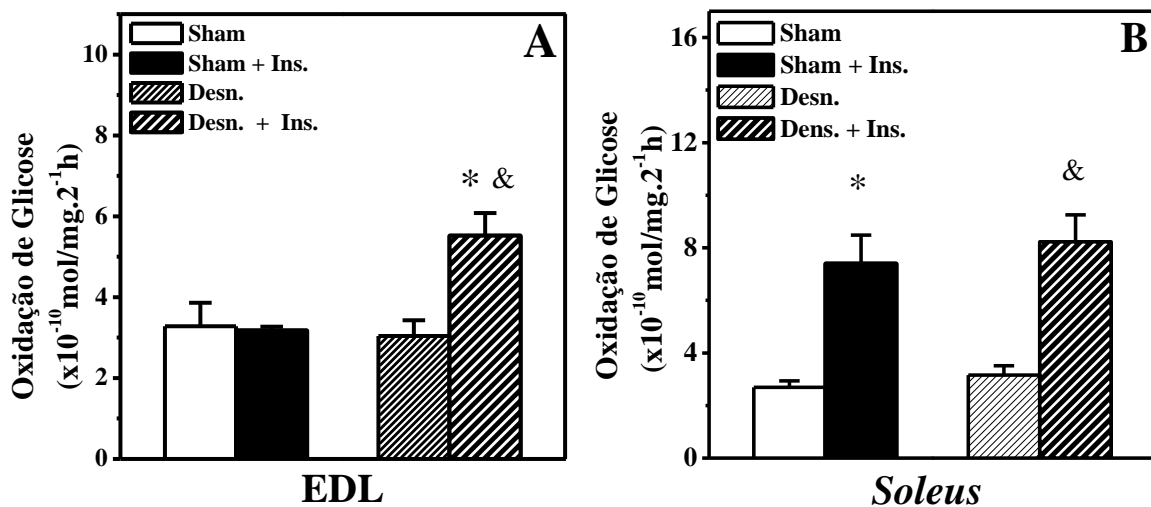 A
Sham
Sham + Ins.
Desn.
Desn. + Ins.
Oxidação de Glicose
(x10⁻¹⁰mol/mg.2⁻¹h)
10
8
6
4
2
0
* &
EDL
B
Sham
Sham + Ins.
Desn.
Dens. + Ins.
Oxidação de Glicose
(x10⁻¹⁰mol/mg.2⁻¹h)
16
12
8
4
0
*
&
Soleus